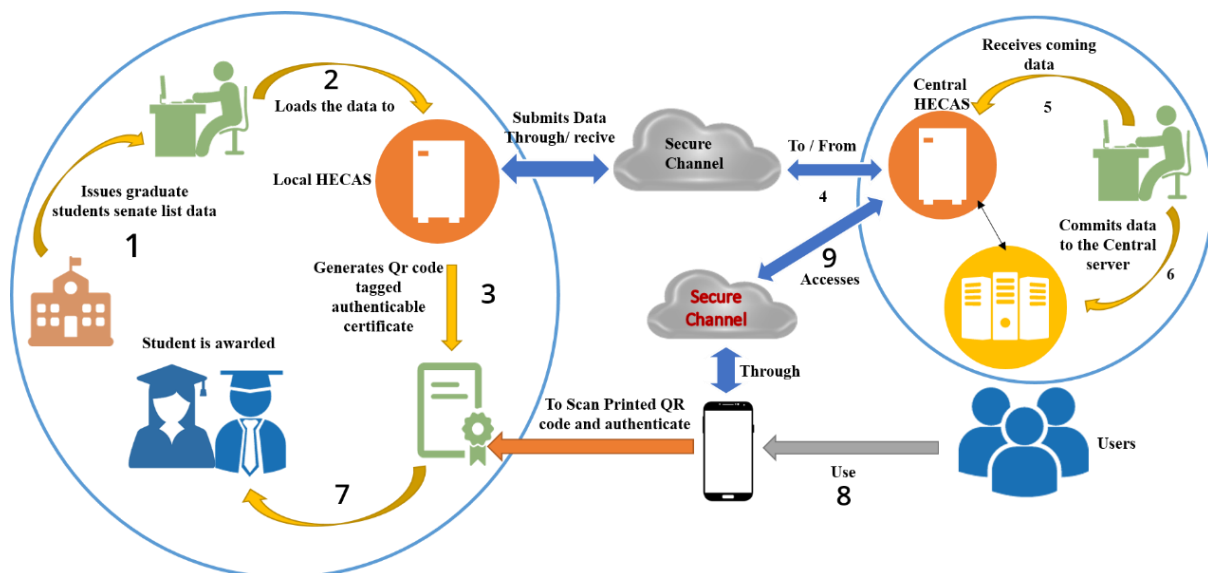 2
Loads the data to
Issues graduate
students senate list data
1
Local HECAS
Generates Qr code
tagged
authenticable
certificate
3
Student is awarded
7
Submits Data
Through/ recive
Secure
Channel
To / From
4
9
Accesses
Secure
Channel
Through
To Scan Printed QR
code and authenticate
Use
8
Users
Receives coming
data
5
Central
HECAS
Commits data
to the Central
server
6